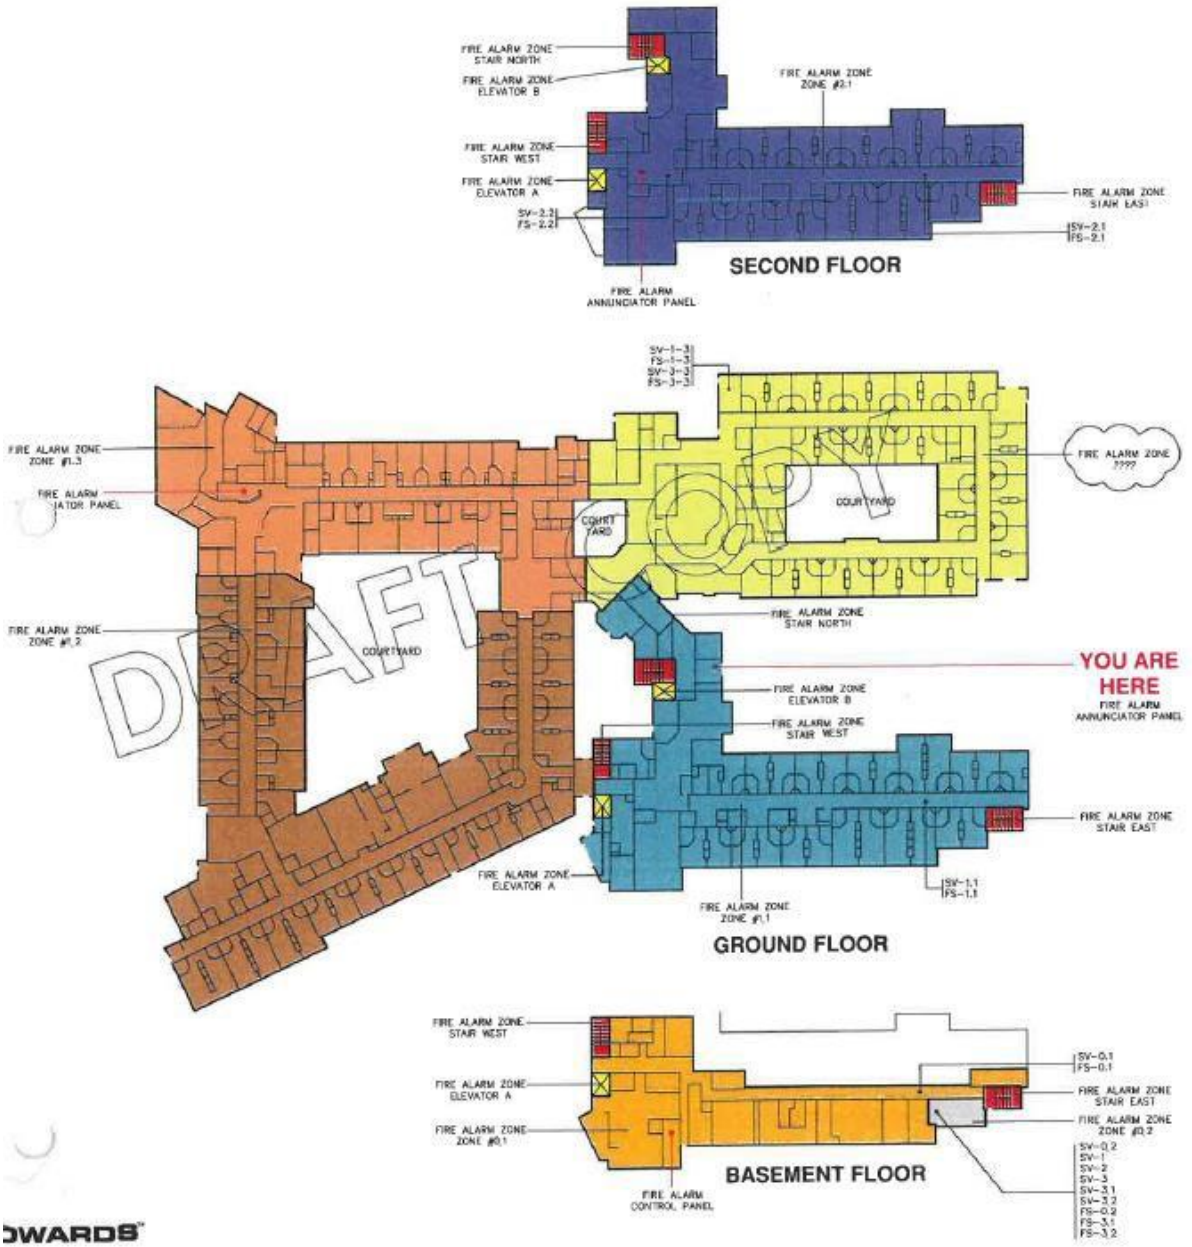 FIRE ALARM ZONE
STAIR NORTH
FIRE ALARM ZONE
ELEVATOR B
FIRE ALARM ZONE
ZONE #2.1
FIRE ALARM ZONE
STAIR WEST
FIRE ALARM ZONE
ELEVATOR A
SV-2.2
FS-2.2
FIRE ALARM ZONE
STAIR EAST
SV-2.1
FS-2.1
SECOND FLOOR
FIRE ALARM
ANNUNCIATOR PANEL
SV-1-3
FS-1-3
SV-3-3
FS-3-3
FIRE ALARM ZONE
ZONE #1.3
FIRE ALARM
IATOR PANEL
FIRE ALARM ZONE
????
COURTYARD
COURT
YARD
DRAFT
FIRE ALARM ZONE
ZONE #1.2
COURTYARD
FIRE ALARM ZONE
STAIR NORTH
YOU ARE
HERE
FIRE ALARM
ANNUNCIATOR PANEL
FIRE ALARM ZONE
ELEVATOR B
FIRE ALARM ZONE
STAIR WEST
FIRE ALARM ZONE
STAIR EAST
FIRE ALARM ZONE
ELEVATOR A
SV-1.1
FS-1.1
FIRE ALARM ZONE
ZONE #1.1
GROUND FLOOR
FIRE ALARM ZONE
STAIR WEST
FIRE ALARM ZONE
ELEVATOR A
FIRE ALARM ZONE
ZONE #0.1
SV-0.1
FS-0.1
FIRE ALARM ZONE
STAIR EAST
FIRE ALARM ZONE
ZONE #0.2
SV-0.2
SV-1
SV-2
SV-3
SV-3.1
SV-3.2
FS-0.2
FS-3.1
FS-3.2
BASEMENT FLOOR
FIRE ALARM
CONTROL PANEL
DWARDS